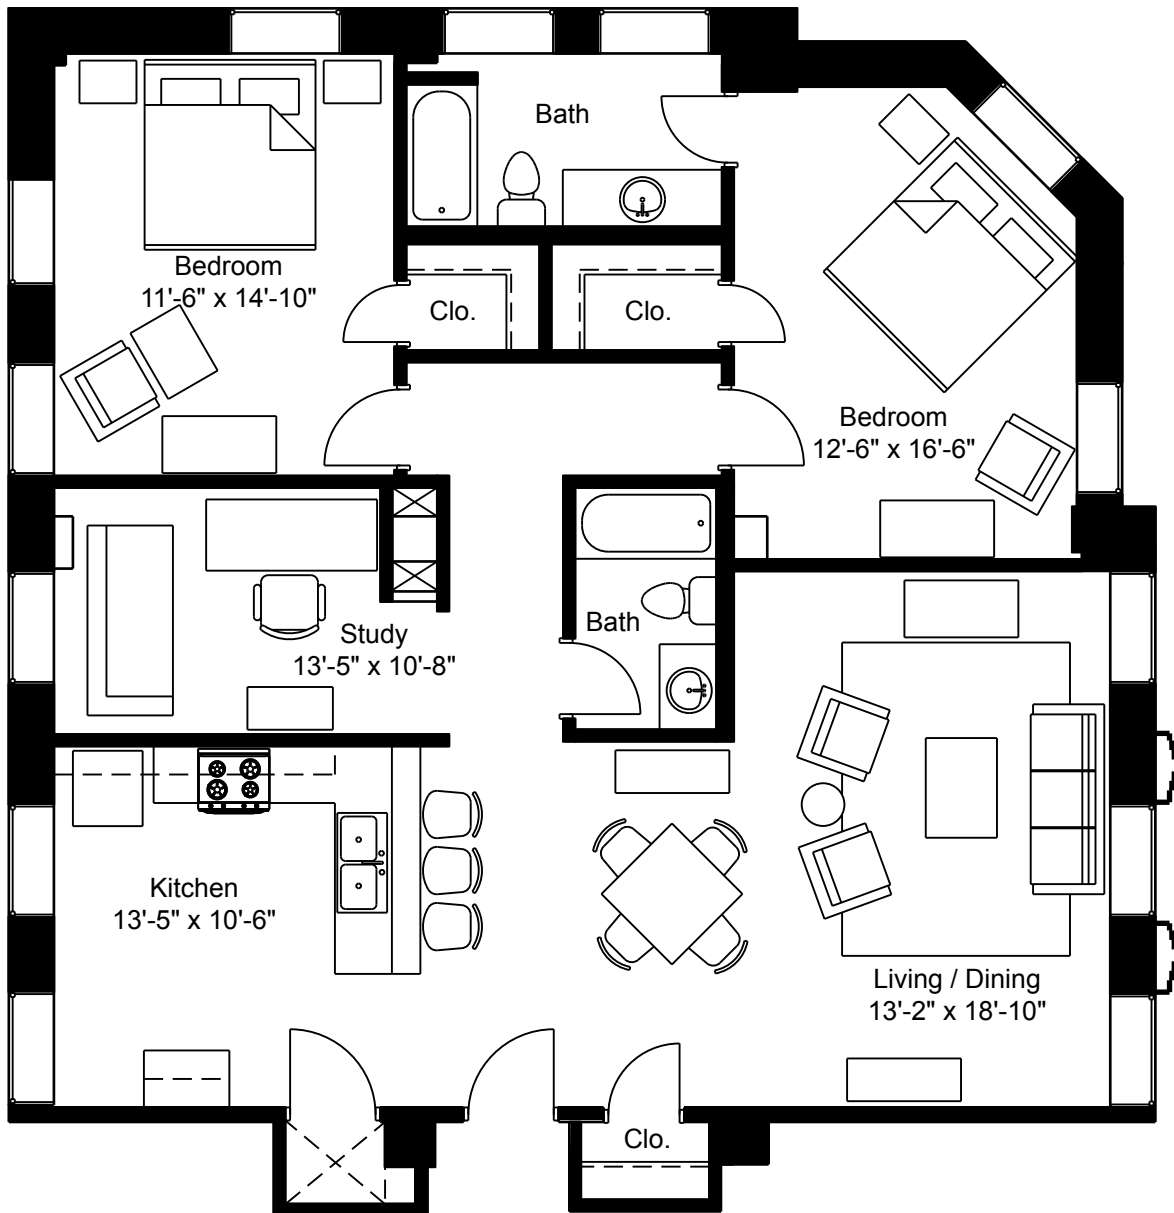 Bath
Bedroom
11'-6" x 14'-10"
Clo.
Clo.
Bedroom
12'-6" x 16'-6"
Study
13'-5" x 10'-8"
Bath
Kitchen
13'-5" x 10'-6"
Living / Dining
13'-2" x 18'-10"
Clo.